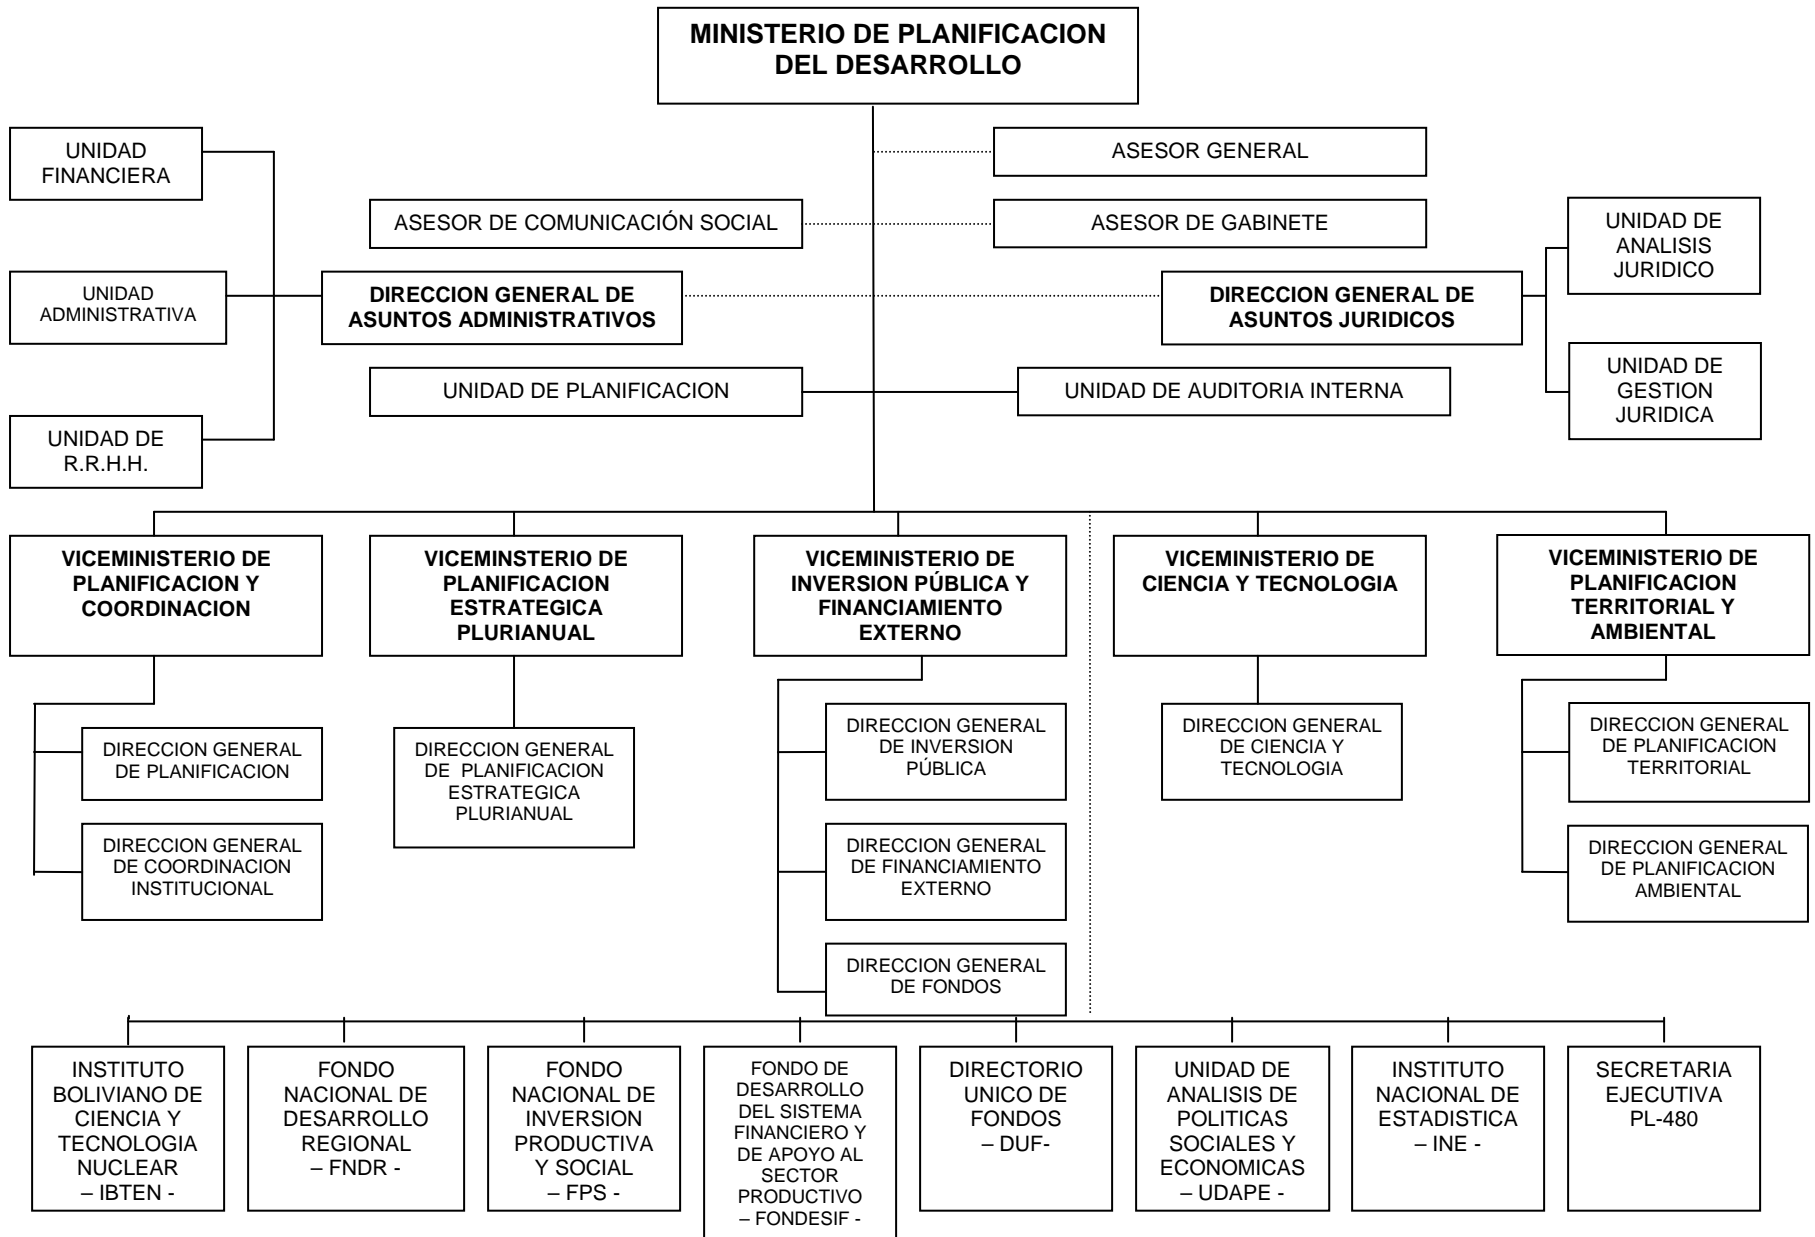 MINISTERIO DE PLANIFICACION
DEL DESARROLLO
UNIDAD
FINANCIERA
ASESOR GENERAL
ASESOR DE COMUNICACIÓN SOCIAL
ASESOR DE GABINETE
UNIDAD DE
ANALISIS
JURIDICO
UNIDAD
ADMINISTRATIVA
DIRECCION GENERAL DE
ASUNTOS ADMINISTRATIVOS
DIRECCION GENERAL DE
ASUNTOS JURIDICOS
UNIDAD DE PLANIFICACION
UNIDAD DE AUDITORIA INTERNA
UNIDAD DE
GESTION
JURIDICA
UNIDAD DE
R.R.H.H.
VICEMINISTERIO DE
PLANIFICACION Y
COORDINACION
VICEMINSTERIO DE
PLANIFICACION
ESTRATEGICA
PLURIANUAL
VICEMINISTERIO DE
INVERSION PÚBLICA Y
FINANCIAMIENTO
EXTERNO
VICEMINISTERIO DE
CIENCIA Y TECNOLOGIA
VICEMINISTERIO DE
PLANIFICACION
TERRITORIAL Y
AMBIENTAL
DIRECCION GENERAL
DE PLANIFICACION
DIRECCION GENERAL
DE COORDINACION
INSTITUCIONAL
DIRECCION GENERAL
DE PLANIFICACION
ESTRATEGICA
PLURIANUAL
DIRECCION GENERAL
DE INVERSION
PÚBLICA
DIRECCION GENERAL
DE FINANCIAMIENTO
EXTERNO
DIRECCION GENERAL
DE FONDOS
DIRECCION GENERAL
DE CIENCIA Y
TECNOLOGIA
DIRECCION GENERAL
DE PLANIFICACION
TERRITORIAL
DIRECCION GENERAL
DE PLANIFICACION
AMBIENTAL
INSTITUTO
BOLIVIANO DE
CIENCIA Y
TECNOLOGIA
NUCLEAR
– IBTEN -
FONDO
NACIONAL DE
DESARROLLO
REGIONAL
– FNDR -
FONDO
NACIONAL DE
INVERSION
PRODUCTIVA
Y SOCIAL
– FPS -
FONDO DE
DESARROLLO
DEL SISTEMA
FINANCIERO Y
DE APOYO AL
SECTOR
PRODUCTIVO
– FONDESIF -
DIRECTORIO
UNICO DE
FONDOS
– DUF-
UNIDAD DE
ANALISIS DE
POLITICAS
SOCIALES Y
ECONOMICAS
– UDAPE -
INSTITUTO
NACIONAL DE
ESTADISTICA
– INE -
SECRETARIA
EJECUTIVA
PL-480